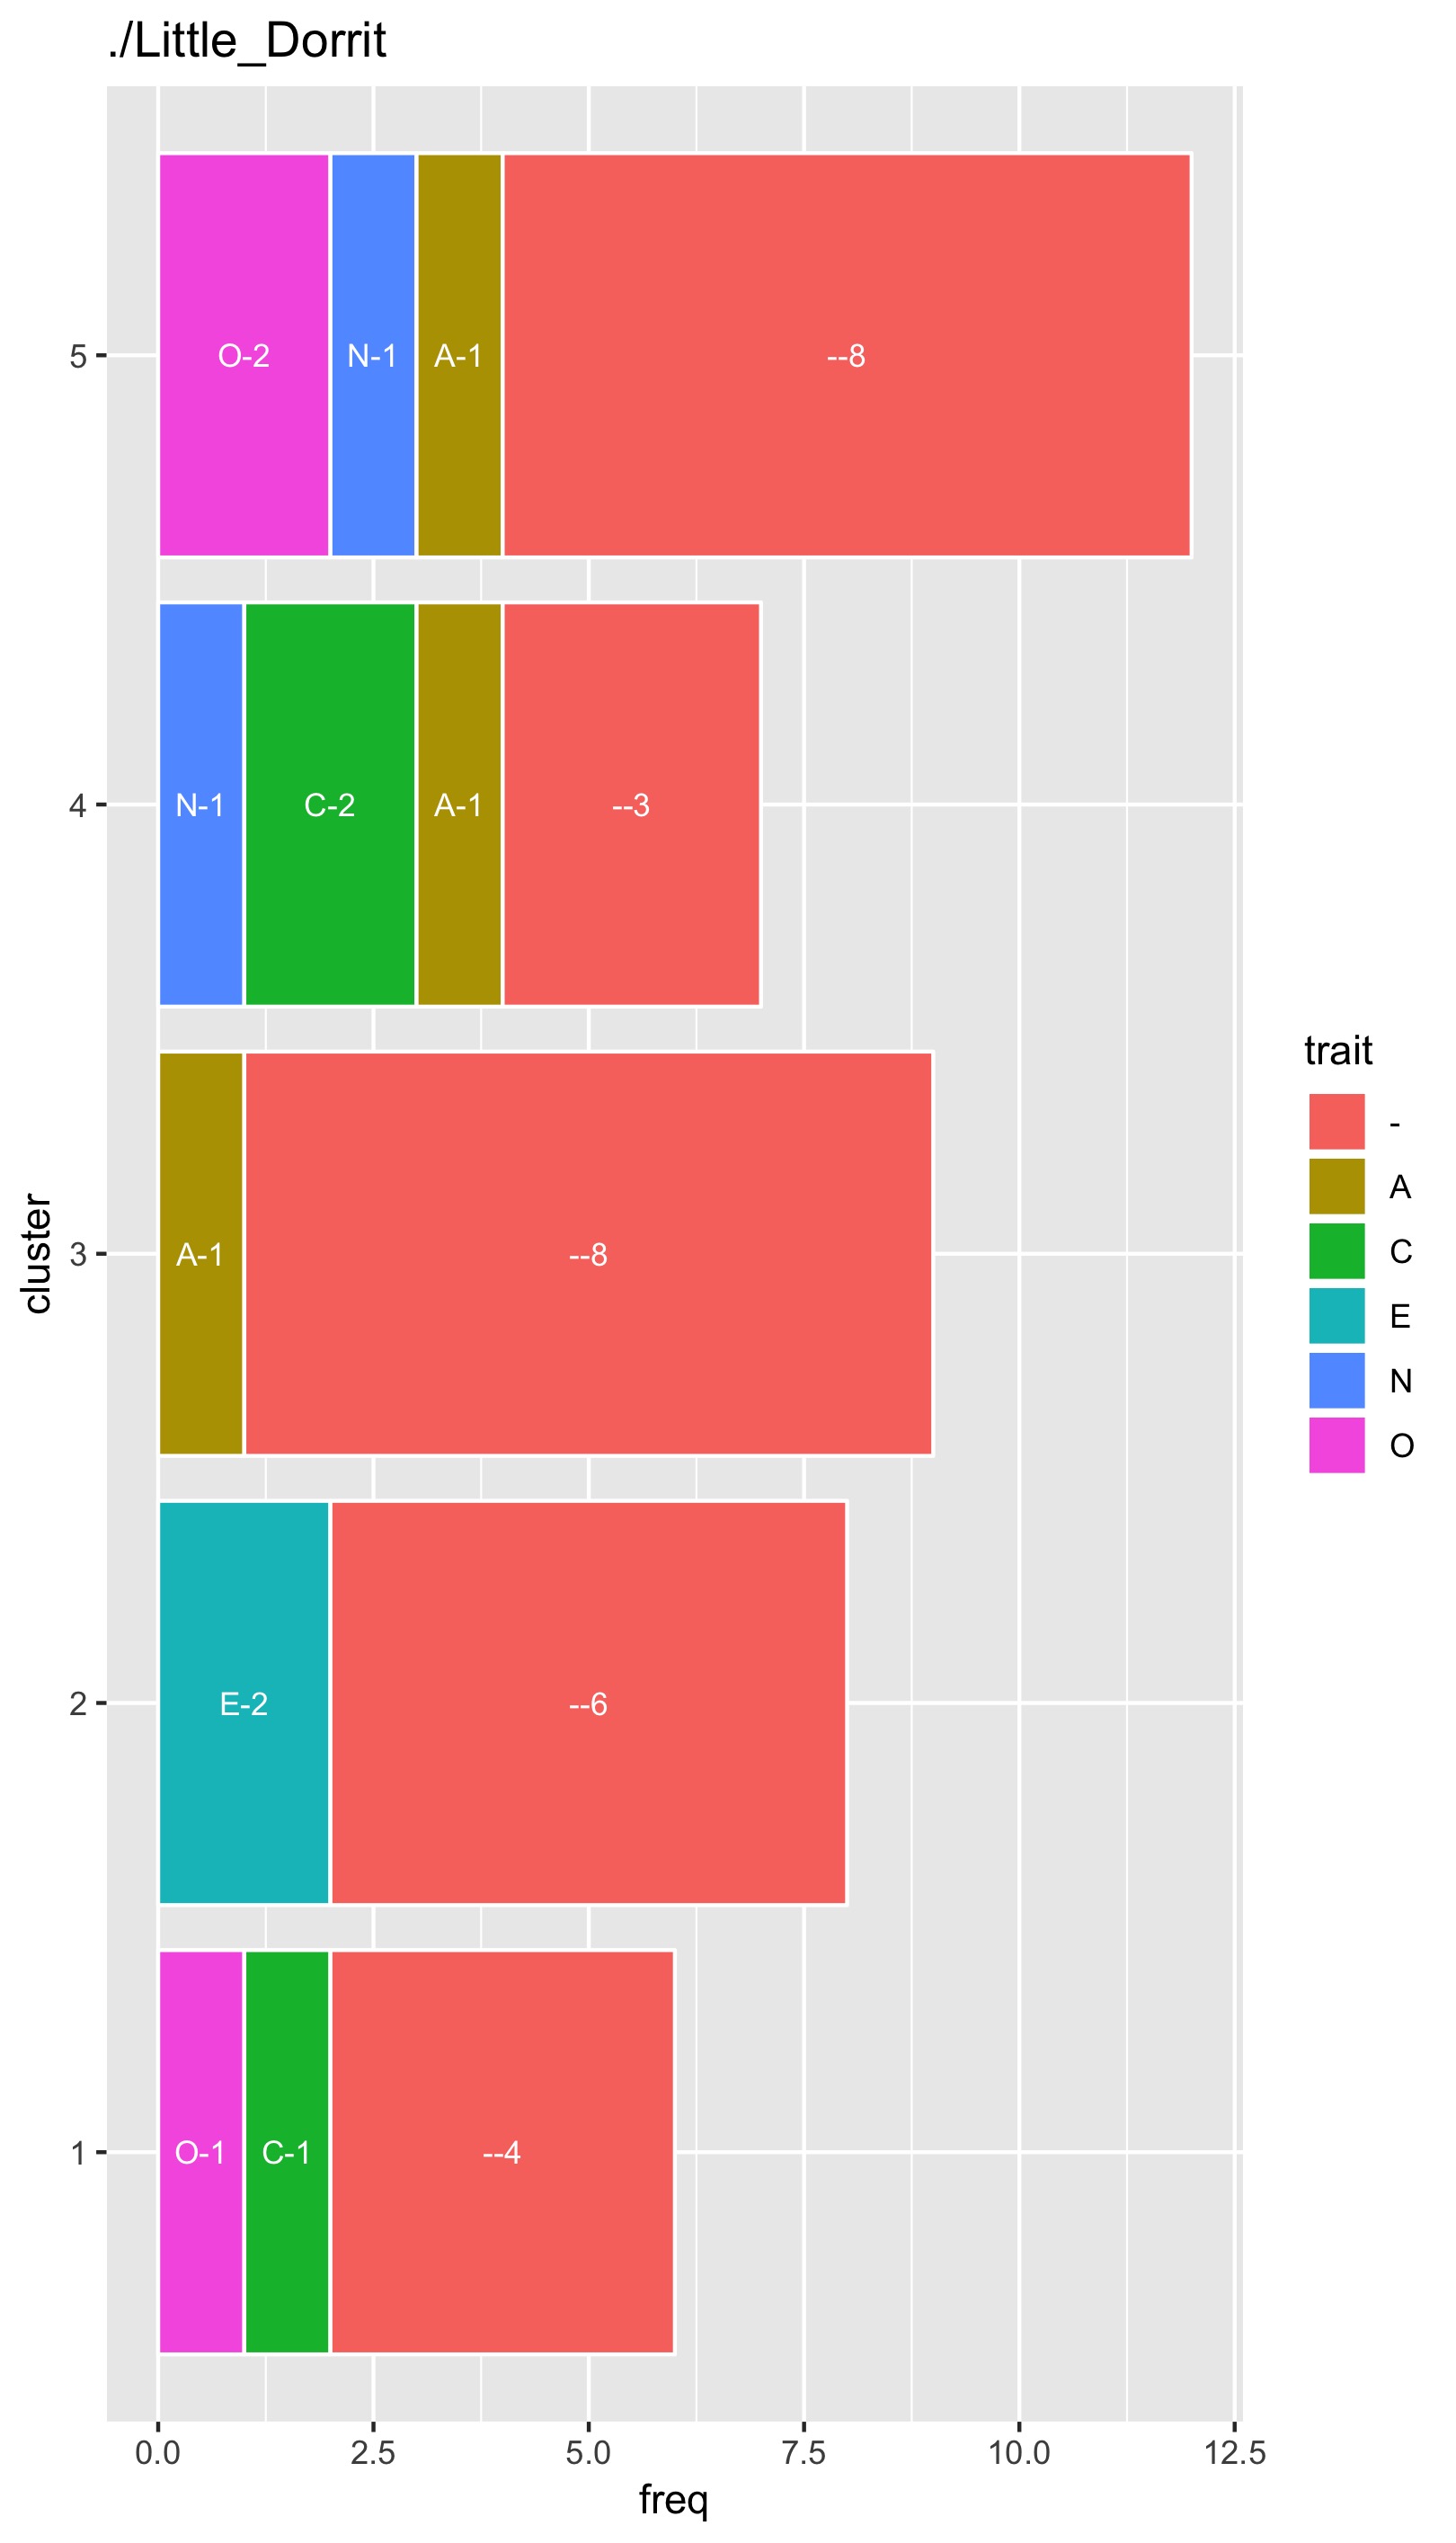 ./Little_Dorrit
5
O-2 N-1 A-1 --8
4
N-1 C-2 A-1 --3
cluster
3
A-1 --8
2
E-2 --6
1
O-1 C-1 --4
0.0 2.5 5.0 7.5 10.0 12.5
freq
trait
-
A
C
E
N
O